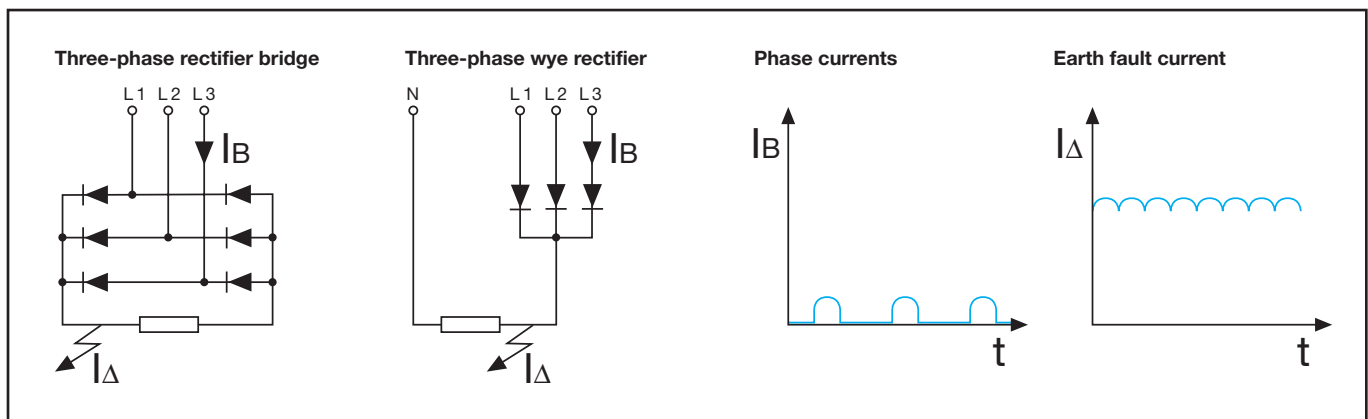 Three-phase rectifier bridge
L1 L2 L3
IB
IΔ
Three-phase wye rectifier
N L1 L2 L3
IB
IΔ
Phase currents
IB
t
Earth fault current
IΔ
t